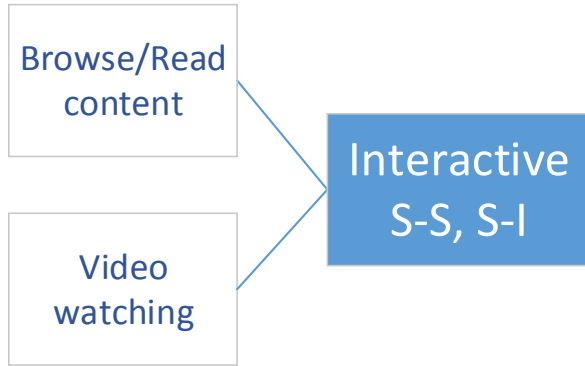 Browse/Read
content
Interactive
S-S, S-I
Video
watching